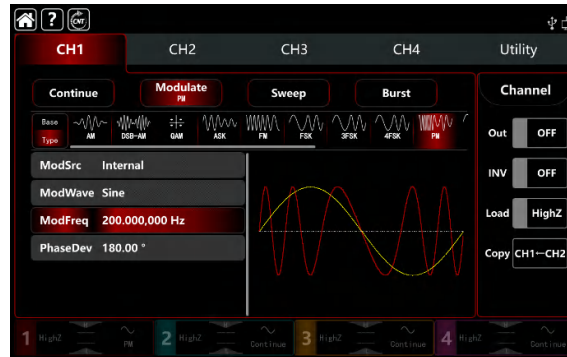 ? CNT
CH1 CH2 CH3 CH4 Utility
Continue Modulate Sweep Burst Channel
PM
Base
Type AM DSB-AM QAM ASK FM FSK 3FSK 4FSK PM
Out OFF
ModSrc Internal
INV OFF
ModWave Sine
ModFreq 200.000,000 Hz
Load HighZ
PhaseDev 180.00 °
Copy CH1←CH2
1 HighZ PM 2 HighZ Continue 3 HighZ Continue 4 HighZ Continue